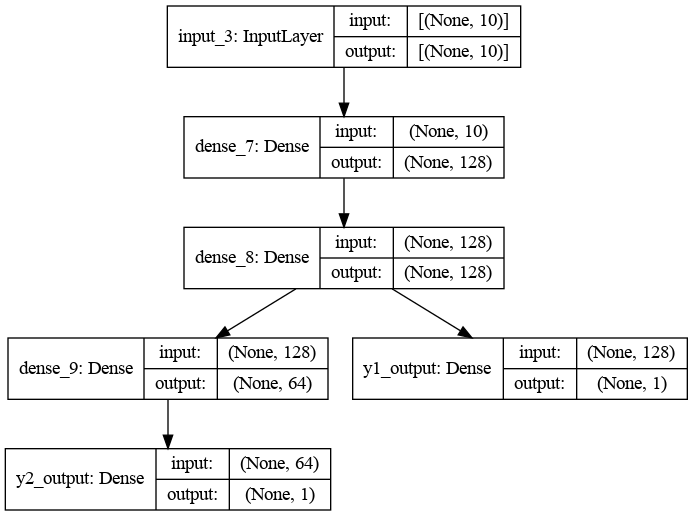 input_3: InputLayer
input: [(None, 10)]
output: [(None, 10)]
dense_7: Dense
input: (None, 10)
output: (None, 128)
dense_8: Dense
input: (None, 128)
output: (None, 128)
dense_9: Dense
input: (None, 128)
output: (None, 64)
y1_output: Dense
input: (None, 128)
output: (None, 1)
y2_output: Dense
input: (None, 64)
output: (None, 1)